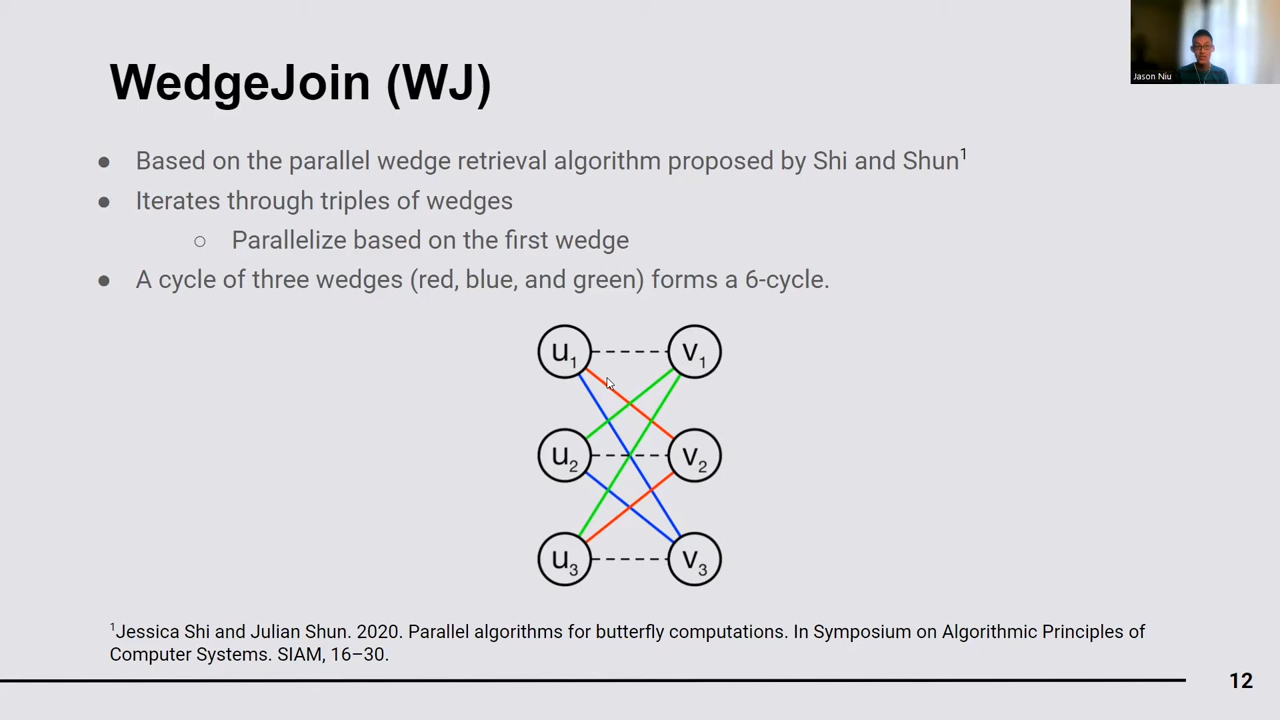 WedgeJoin (WJ)
Jason Niu
● Based on the parallel wedge retrieval algorithm proposed by Shi and Shun¹
● Iterates through triples of wedges
○ Parallelize based on the first wedge
● A cycle of three wedges (red, blue, and green) forms a 6-cycle.
u₁ v₁
u₂ v₂
u₃ v₃
¹Jessica Shi and Julian Shun. 2020. Parallel algorithms for butterfly computations. In Symposium on Algorithmic Principles of
Computer Systems. SIAM, 16–30.
12